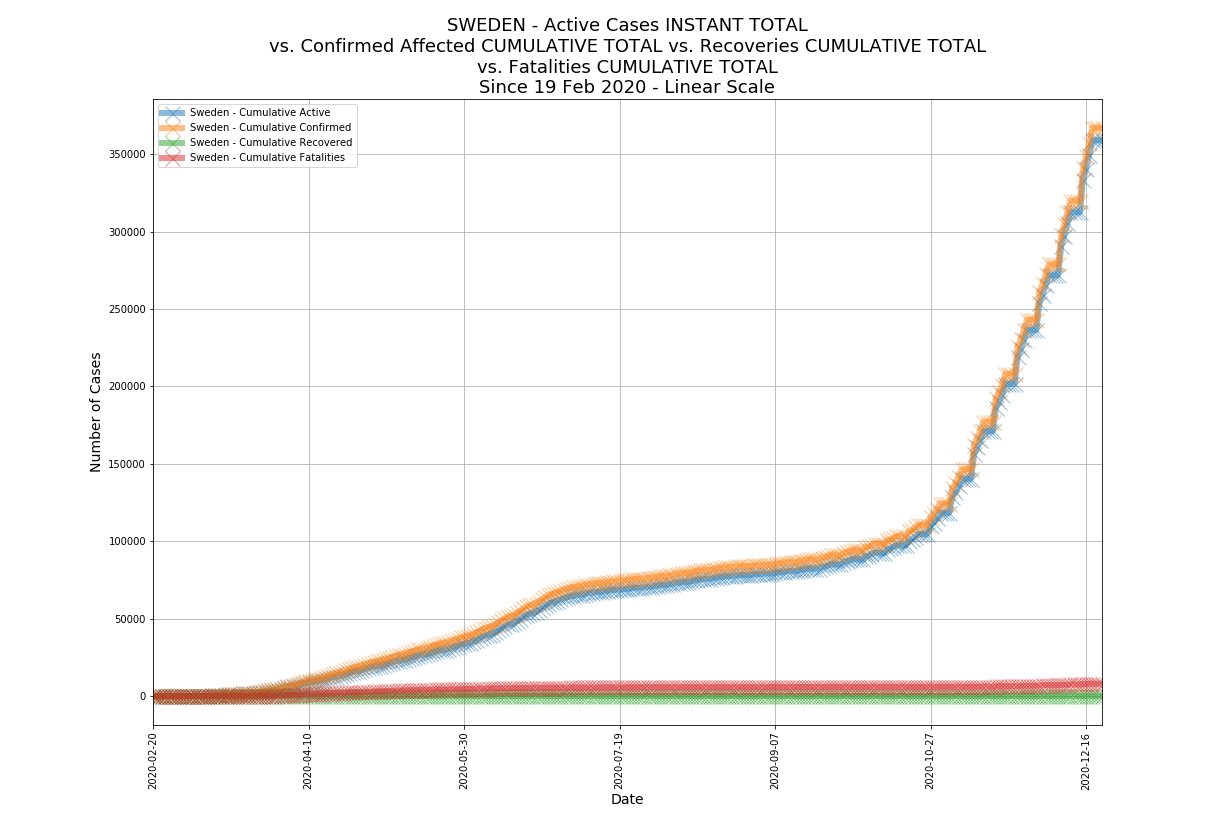 SWEDEN - Active Cases INSTANT TOTAL
vs. Confirmed Affected CUMULATIVE TOTAL vs. Recoveries CUMULATIVE TOTAL
vs. Fatalities CUMULATIVE TOTAL
Since 19 Feb 2020 - Linear Scale
Sweden - Cumulative Active
Sweden - Cumulative Confirmed
Sweden - Cumulative Recovered
Sweden - Cumulative Fatalities
Number of Cases
350000
300000
250000
200000
150000
100000
50000
0
2020-02-20
2020-04-10
2020-05-30
2020-07-19
2020-09-07
2020-10-27
2020-12-16
Date